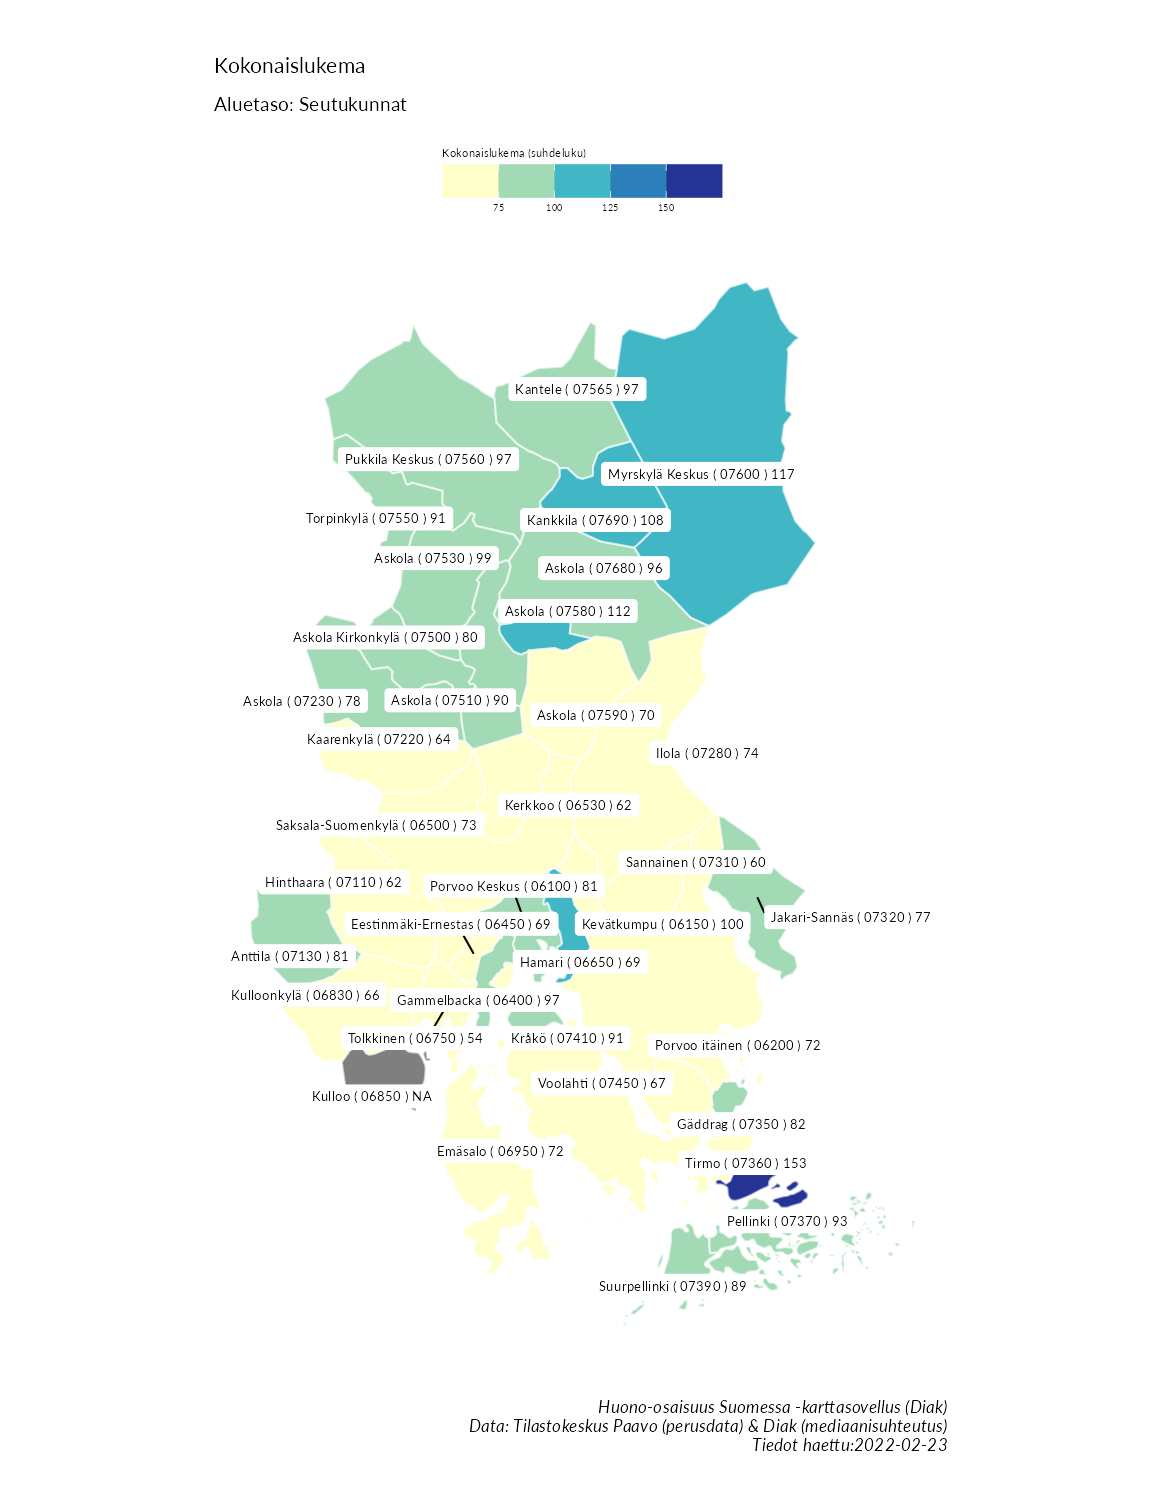 Kokonaislukema
Aluetaso: Seutukunnat
Kokonaislukema (suhdeluku)
75 100 125 150
Kantele ( 07565 ) 97
Pukkila Keskus ( 07560 ) 97
Myrskylä Keskus ( 07600 ) 117
Torpinkylä ( 07550 ) 91
Kankkila ( 07690 ) 108
Askola ( 07530 ) 99
Askola ( 07680 ) 96
Askola ( 07580 ) 112
Askola Kirkonkylä ( 07500 ) 80
Askola ( 07230 ) 78
Askola ( 07510 ) 90
Askola ( 07590 ) 70
Kaarenkylä ( 07220 ) 64
Ilola ( 07280 ) 74
Kerkkoo ( 06530 ) 62
Saksala-Suomenkylä ( 06500 ) 73
Sannainen ( 07310 ) 60
Hinthaara ( 07110 ) 62
Porvoo Keskus ( 06100 ) 81
Jakari-Sannäs ( 07320 ) 77
Eestinmäki-Ernestas ( 06450 ) 69
Kevätkumpu ( 06150 ) 100
Anttila ( 07130 ) 81
Hamari ( 06650 ) 69
Kulloonkylä ( 06830 ) 66
Gammelbacka ( 06400 ) 97
Tolkkinen ( 06750 ) 54
Kråkö ( 07410 ) 91
Porvoo itäinen ( 06200 ) 72
Voolahti ( 07450 ) 67
Kulloo ( 06850 ) NA
Gäddrag ( 07350 ) 82
Emäsalo ( 06950 ) 72
Tirmo ( 07360 ) 153
Pellinki ( 07370 ) 93
Suurpellinki ( 07390 ) 89
Huono-osaisuus Suomessa -karttasovellus (Diak)
Data: Tilastokeskus Paavo (perusdata) & Diak (mediaanisuhteutus)
Tiedot haettu:2022-02-23